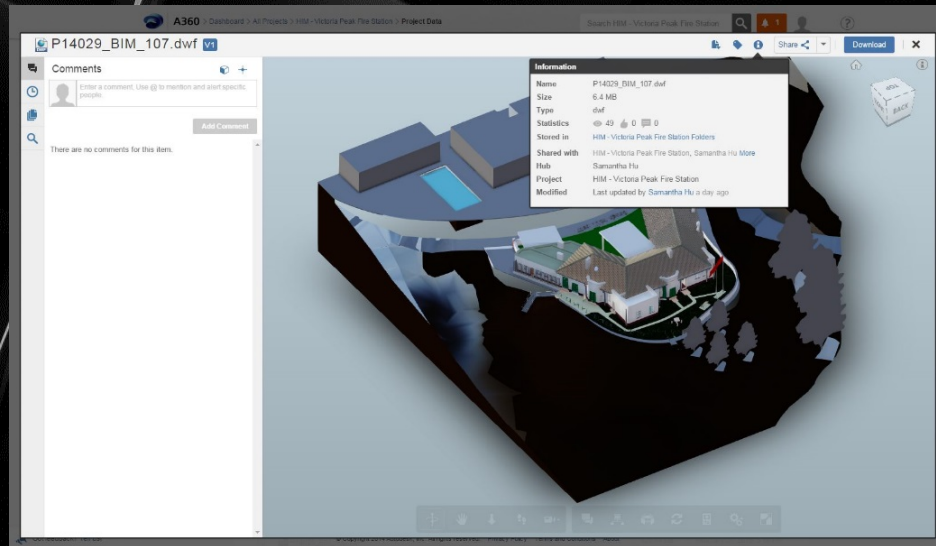 A360 > Dashboard > All Projects > HIM - Victoria Peak Fire Station > Project Data
Search HIM - Victoria Peak Fire Station
1
P14029_BIM_107.dwf V1
Share
Download
Comments
Enter a comment. Use @ to mention and alert specific
people.
Add Comment
There are no comments for this item.
Information
Name P14029_BIM_107.dwf
Size 6.4 MB
Type dwf
Statistics 49 0 0
Stored in HIM - Victoria Peak Fire Station Folders
Shared with HIM - Victoria Peak Fire Station, Samantha Hu More
Hub Samantha Hu
Project HIM - Victoria Peak Fire Station
Modified Last updated by Samantha Hu a day ago
TOP
BACK